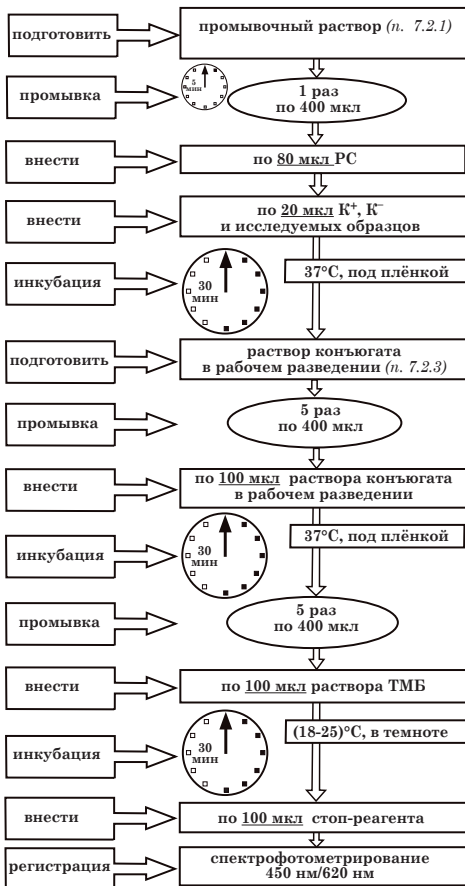 подготовить
промывочный раствор (п. 7.2.1)
промывка
5
мин
1 раз
по 400 мкл
внести
по 80 мкл РС
внести
по 20 мкл К⁺, К⁻
и исследуемых образцов
инкубация
30
мин
37°С, под плёнкой
подготовить
раствор конъюгата
в рабочем разведении (п. 7.2.3)
промывка
5 раз
по 400 мкл
внести
по 100 мкл раствора конъюгата
в рабочем разведении
инкубация
30
мин
37°С, под плёнкой
промывка
5 раз
по 400 мкл
внести
по 100 мкл раствора ТМБ
инкубация
30
мин
(18-25)°С, в темноте
внести
по 100 мкл стоп-реагента
регистрация
спектрофотометрирование
450 нм/620 нм